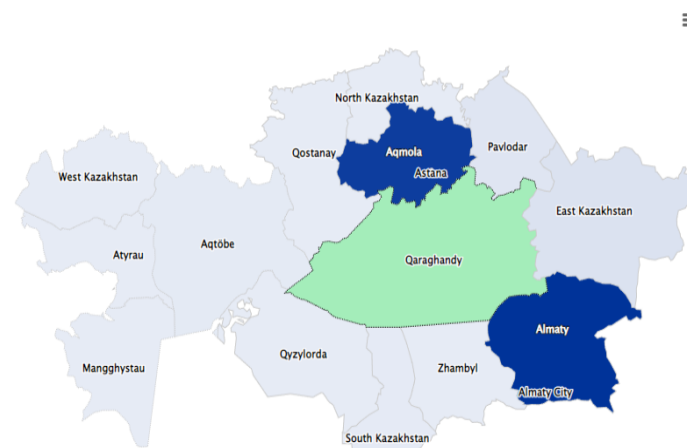 North Kazakhstan
Qostanay
Aqmola
Pavlodar
Astana
West Kazakhstan
East Kazakhstan
Atyrau
Aqtöbe
Qaraghandy
Almaty
Mangghystau
Qyzylorda
Zhambyl
Almaty City
South Kazakhstan